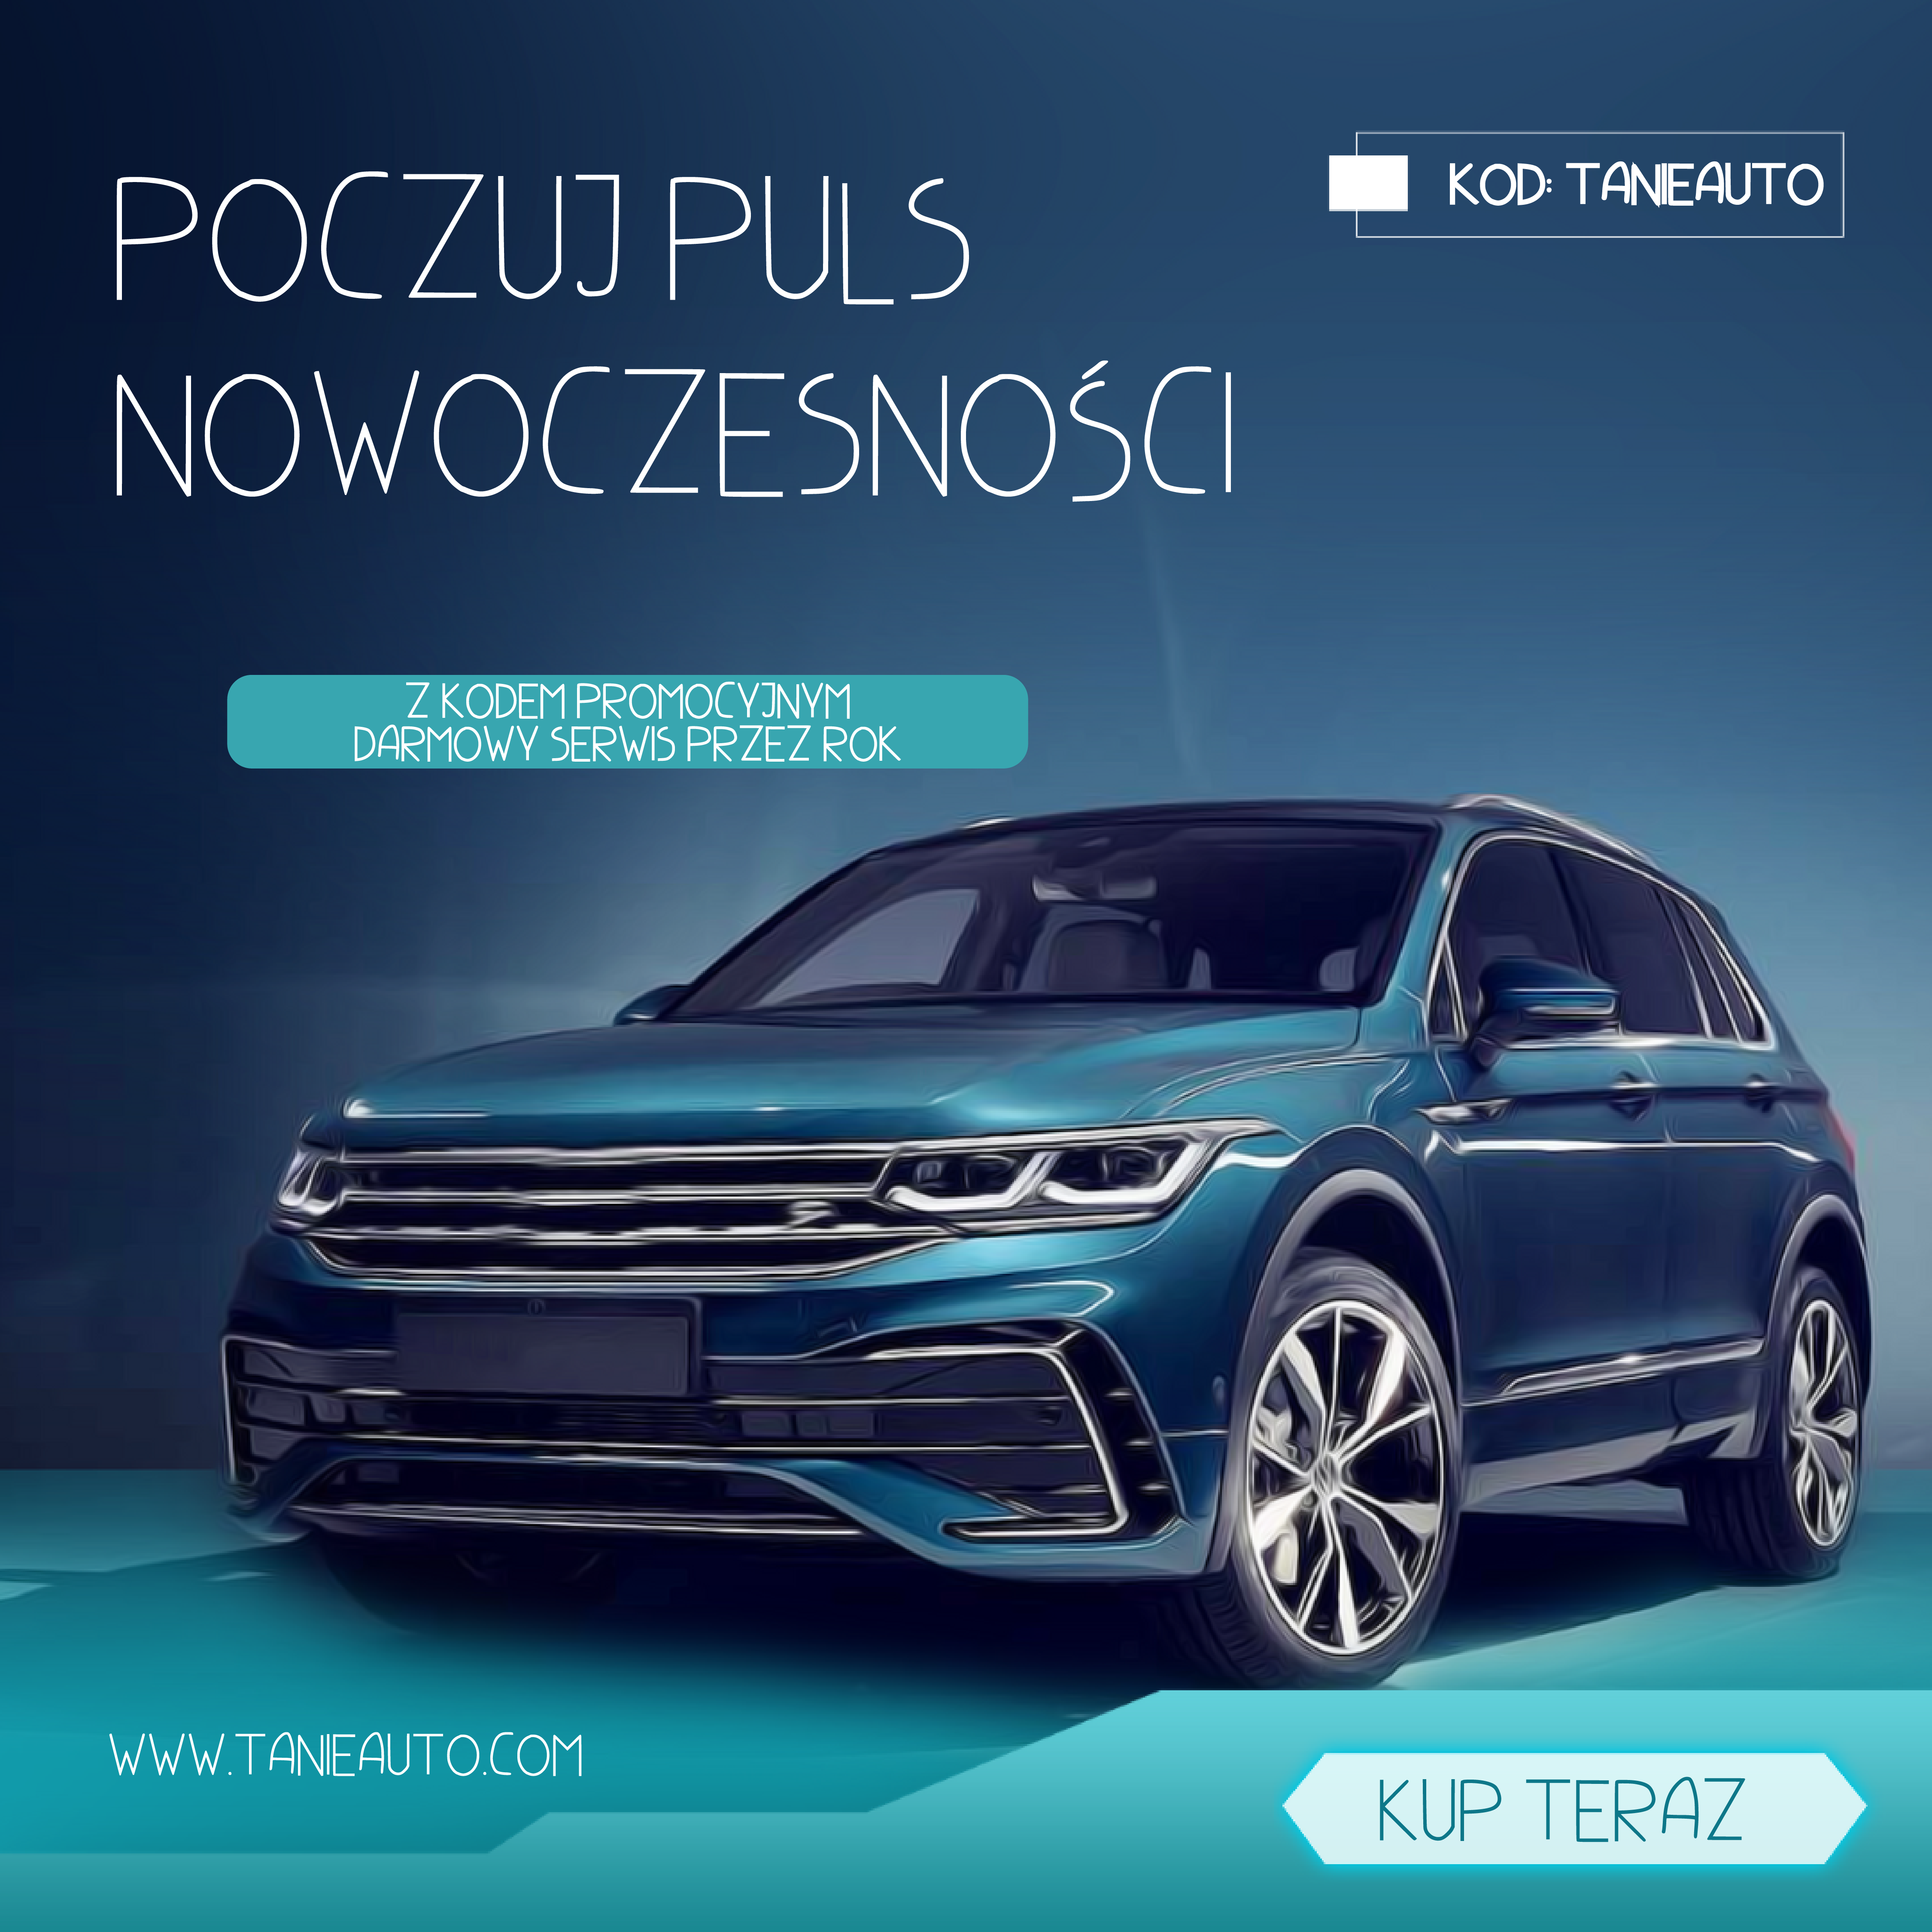 POCZUJ PULS
NOWOCZESNOŚCI
KOD: TANIEAUTO
Z KODEM PROMOCYJNYM
DARMOWY SERWIS PRZEZ ROK
WWW.TANIEAUTO.COM
KUP TERAZ